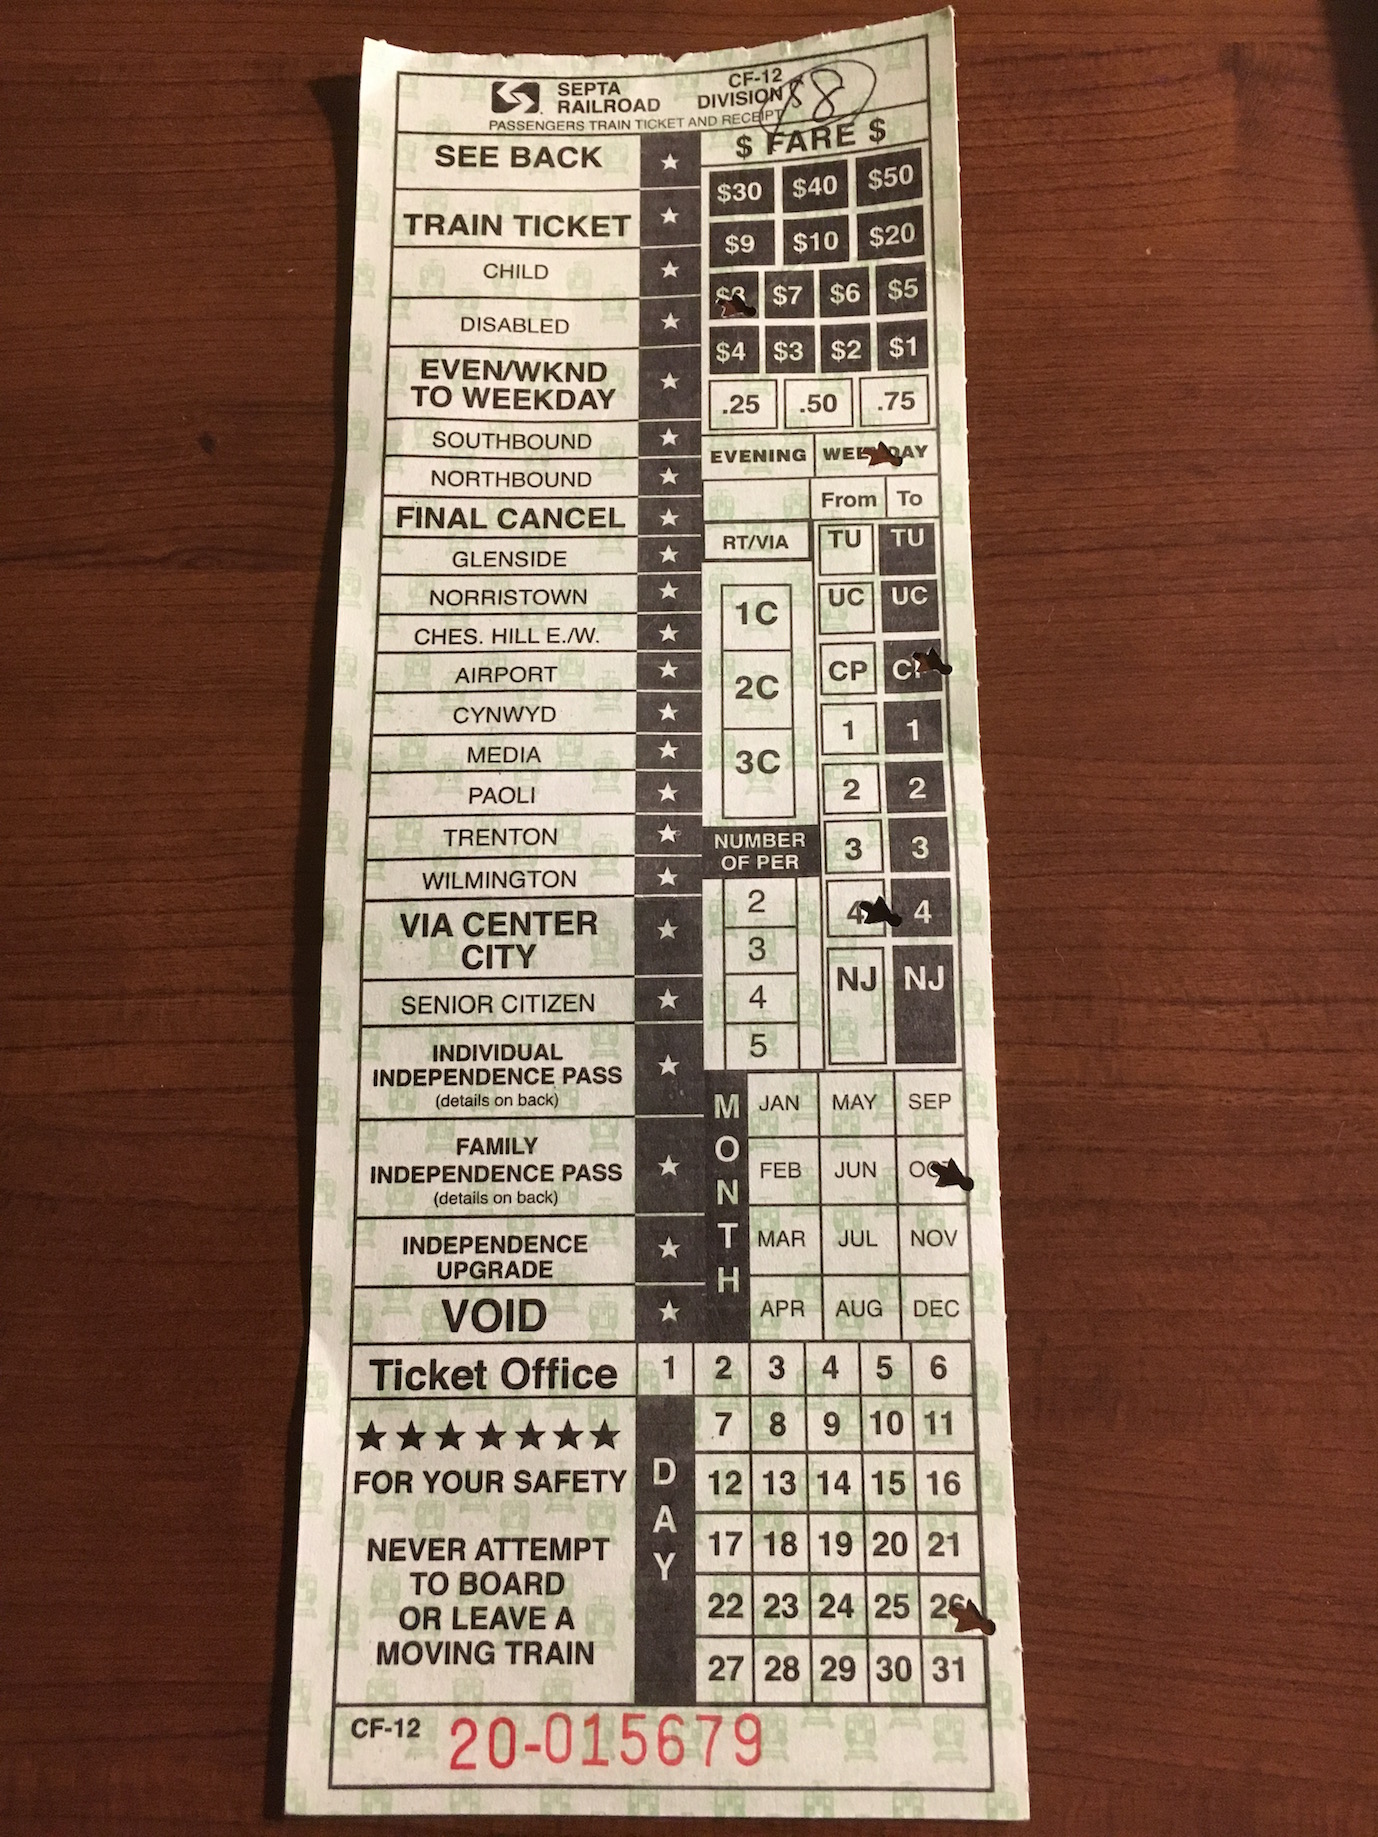 SEPTA
RAILROAD
CF-12
DIVISION
88
PASSENGERS TRAIN TICKET AND RECEIPT
SEE BACK
TRAIN TICKET
CHILD
DISABLED
EVEN/WKND
TO WEEKDAY
SOUTHBOUND
NORTHBOUND
FINAL CANCEL
GLENSIDE
NORRISTOWN
CHES. HILL E./W.
AIRPORT
CYNWYD
MEDIA
PAOLI
TRENTON
WILMINGTON
VIA CENTER
CITY
SENIOR CITIZEN
INDIVIDUAL
INDEPENDENCE PASS
(details on back)
FAMILY
INDEPENDENCE PASS
(details on back)
INDEPENDENCE
UPGRADE
VOID
$ FARE $
$30 $40 $50
$9 $10 $20
$8 $7 $6 $5
$4 $3 $2 $1
.25 .50 .75
EVENING WEEKDAY
From To
RT/VIA TU TU
UC UC
1C
CP CP
2C
1 1
3C
2 2
NUMBER
OF PER
3 3
2
4 4
3
NJ NJ
4
5
MONTH
JAN MAY SEP
FEB JUN OCT
MAR JUL NOV
APR AUG DEC
Ticket Office
1 2 3 4 5 6
DAY
7 8 9 10 11
12 13 14 15 16
17 18 19 20 21
22 23 24 25 26
27 28 29 30 31
FOR YOUR SAFETY
NEVER ATTEMPT
TO BOARD
OR LEAVE A
MOVING TRAIN
CF-12 20-015679